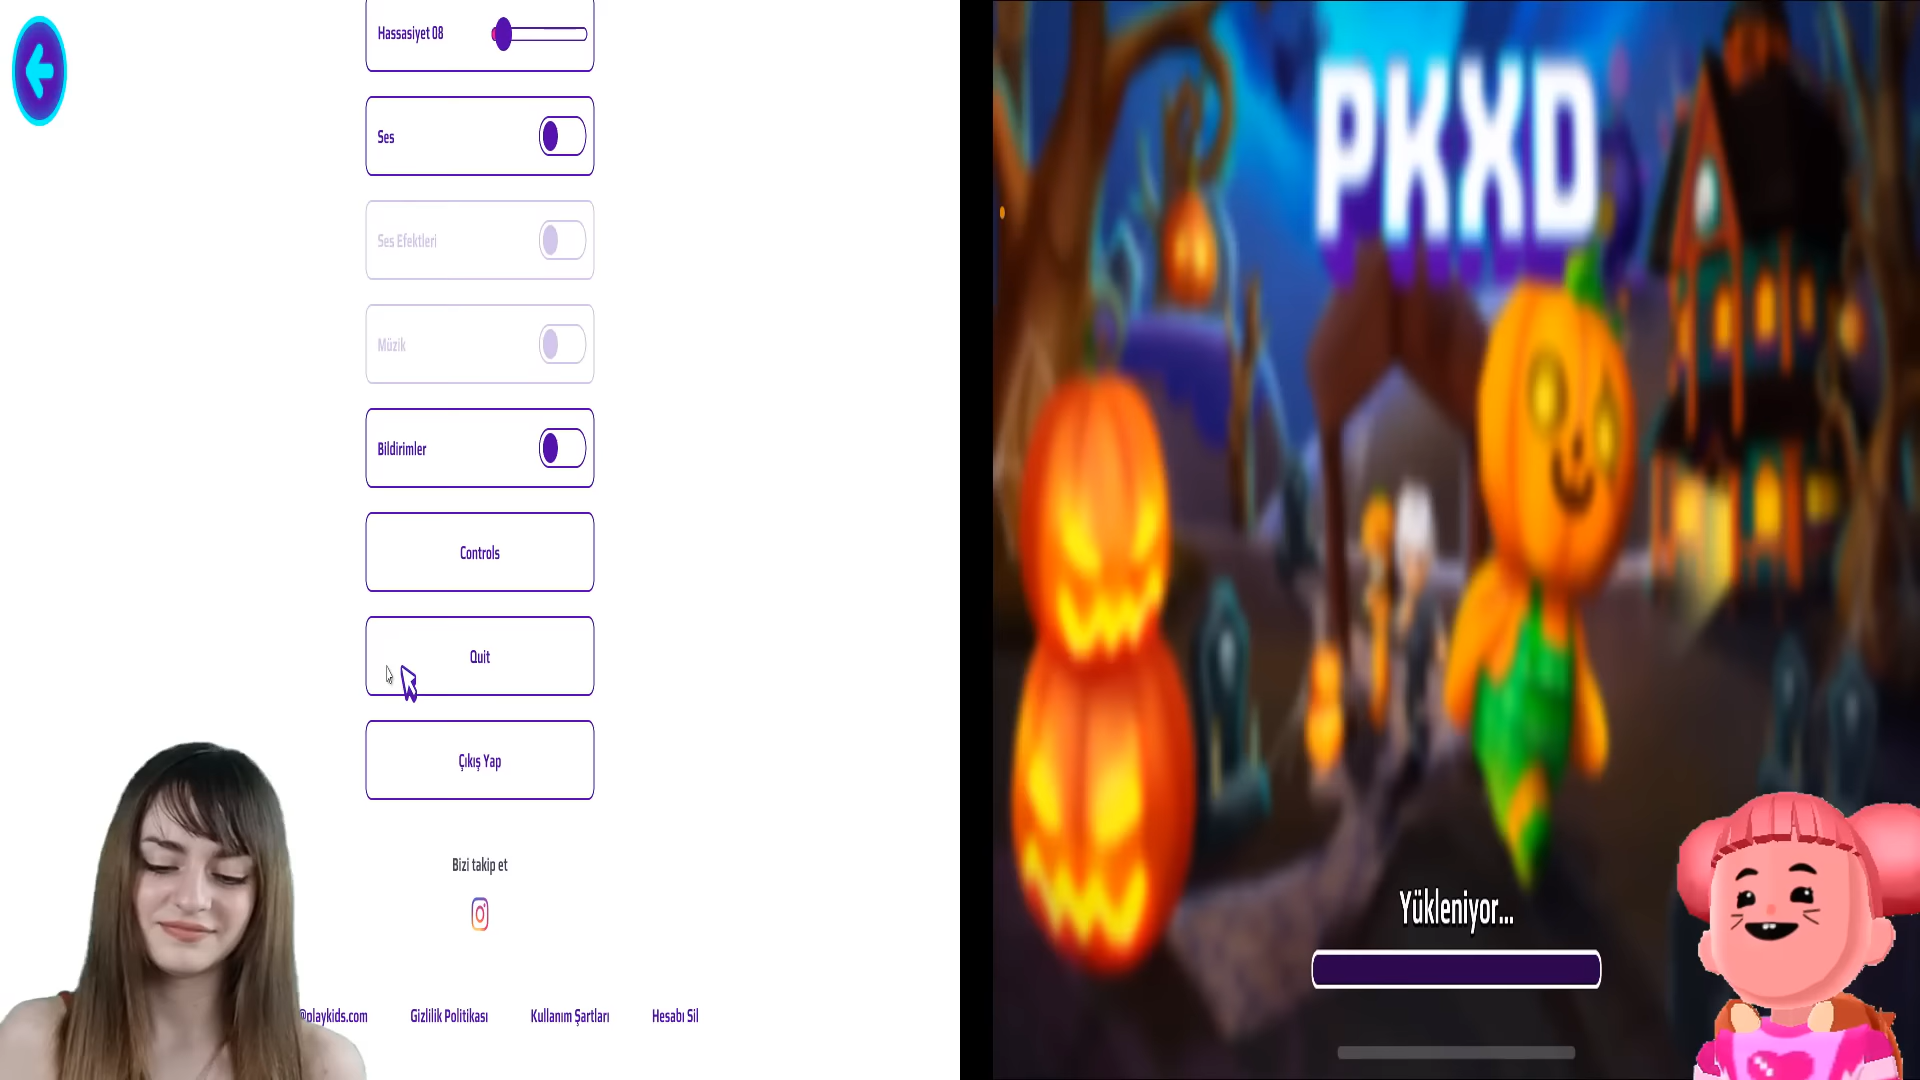 Hassasiyet 08
Ses
Ses Efektleri
Müzik
Bildirimler
Controls
Quit
Çıkış Yap
Bizi takip et
@playkids.com
Gizlilik Politikası
Kullanım Şartları
Hesabı Sil
PKXD
Yükleniyor...